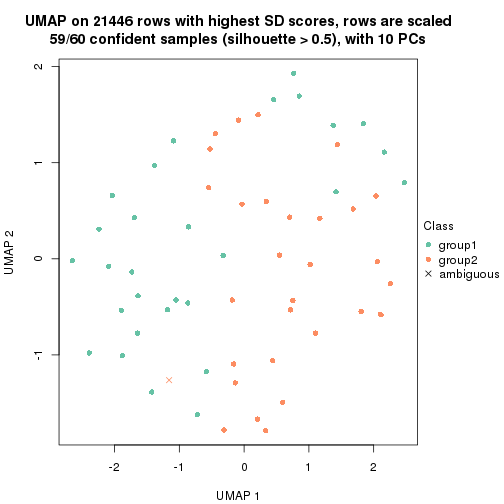 UMAP on 21446 rows with highest SD scores, rows are scaled
59/60 confident samples (silhouette > 0.5), with 10 PCs
2
1
0
-1
UMAP 2
-2
-1
0
1
2
UMAP 1
Class
group1
group2
ambiguous